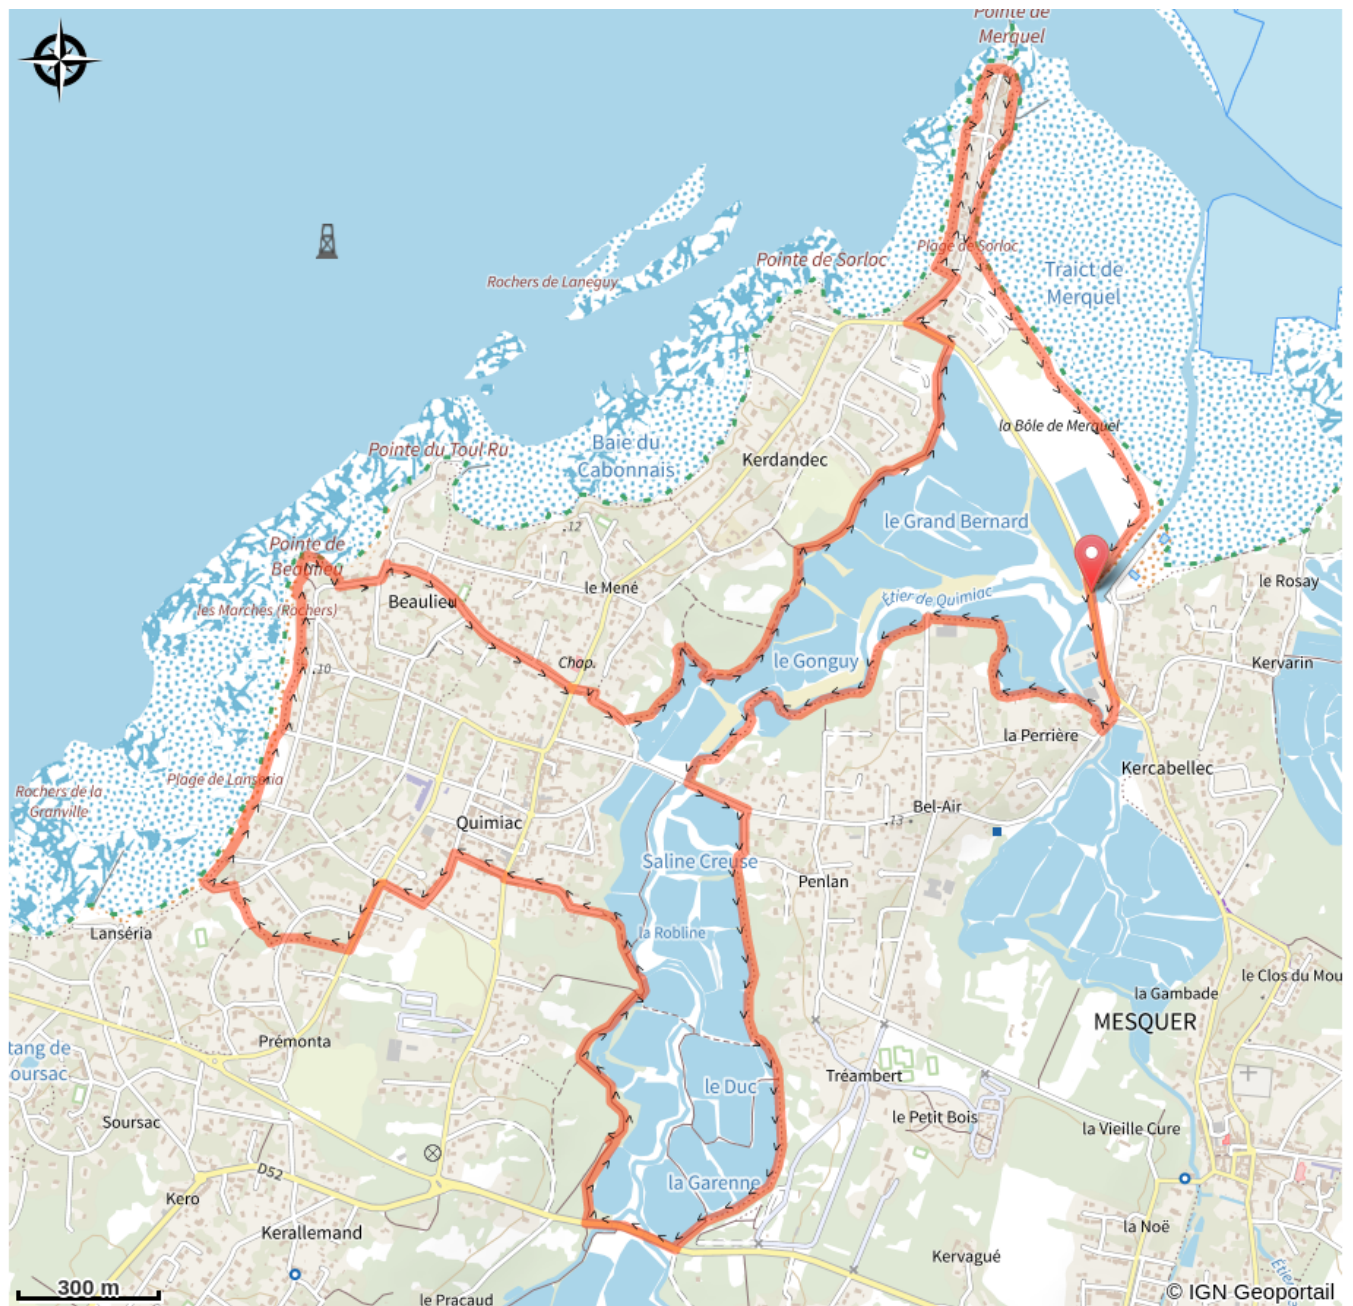 Pointe de
Merquel
Plage de Sorloc
Pointe de Sorloc
Traict de
Merquel
Rochers de Laneguy
la Bôle de Merquel
Pointe du Toul Ru
Baie du
Cabonnais
Kerdandec
le Grand Bernard
12
Pointe de
Beaulieu
le Mené
le Rosay
Beaulieu
Étier de Quimiac
les Marches (Rochers)
Chap.
le Gonguy
Kervarin
10
la Perrière
Kercabellec
Plage de Lanséria
Rochers de la
Granville
Bel-Air
13
Quimiac
Saline Creuse
Penlan
Lanséria
la Robline
le Clos du Mou
la Gambade
MESQUER
Prémonta
tang de
oursac
le Duc
Tréambert
le Petit Bois
Soursac
la Vieille Cure
D52
la Garenne
Kero
Kerallemand
la Noë
Kervagué
Étier
300 m
le Pracaud
© IGN Geoportail